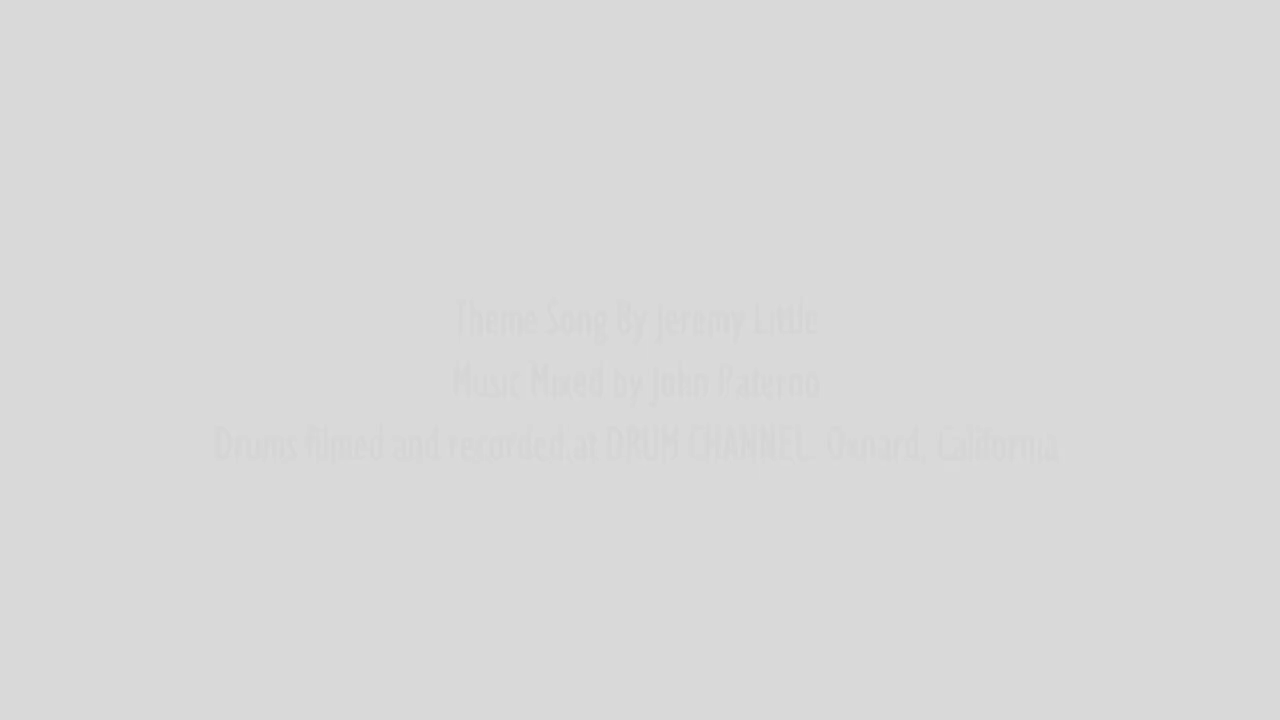 Theme Song By Jeremy Little
Music Mixed by John Paterno
Drums filmed and recorded at DRUM CHANNEL. Oxnard, California